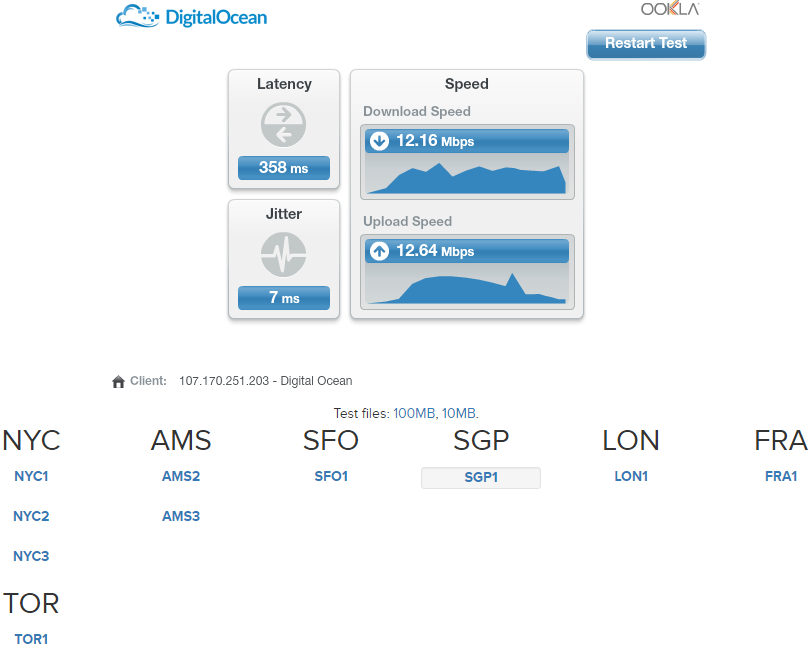 DigitalOcean
OOKLA
Restart Test
Latency
358 ms
Jitter
7 ms
Speed
Download Speed
12.16 Mbps
Upload Speed
12.64 Mbps
Client: 107.170.251.203 - Digital Ocean
Test files: 100MB, 10MB.
NYC AMS SFO SGP LON FRA
NYC1 AMS2 SFO1 SGP1 LON1 FRA1
NYC2 AMS3
NYC3
TOR
TOR1